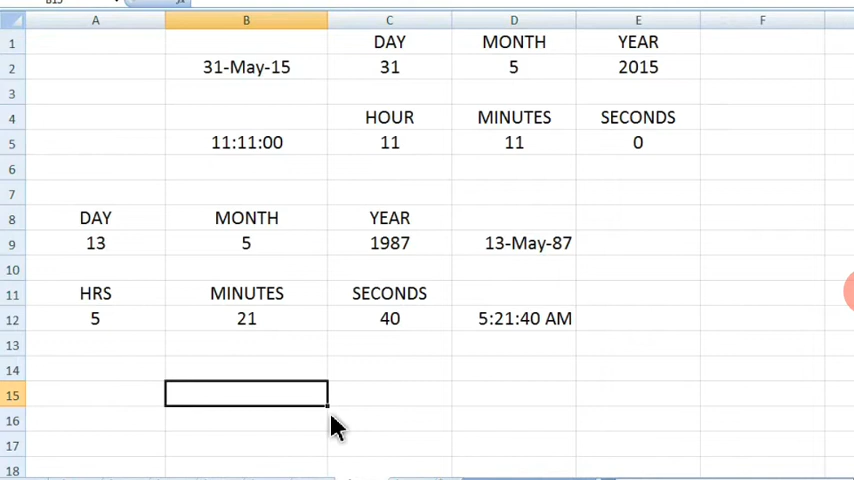 A B C D E F
1 DAY MONTH YEAR
2 31-May-15 31 5 2015
3
4 HOUR MINUTES SECONDS
5 11:11:00 11 11 0
6
7
8 DAY MONTH YEAR
9 13 5 1987 13-May-87
10
11 HRS MINUTES SECONDS
12 5 21 40 5:21:40 AM
13
14
15
16
17
18